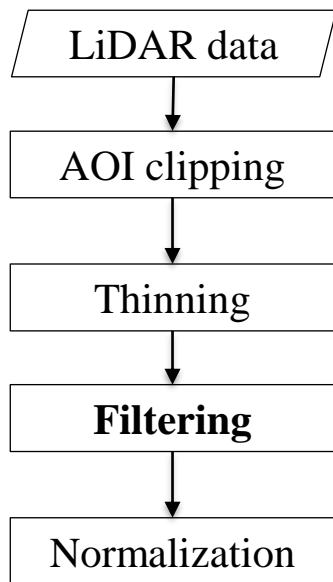 LiDAR data
AOI clipping
Thinning
Filtering
Normalization